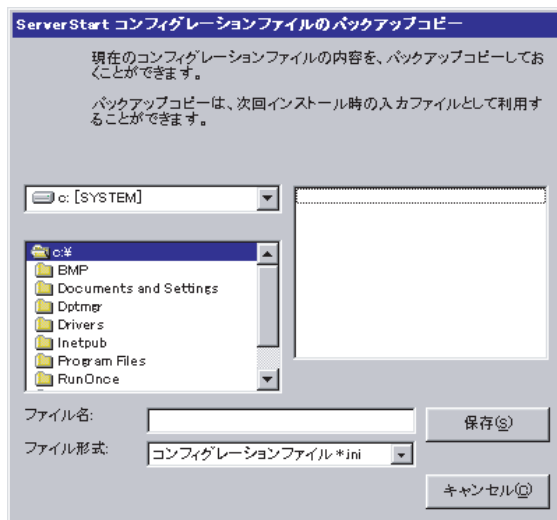 ServerStart コンフィグレーションファイルのバックアップコピー
現在のコンフィグレーションファイルの内容を、バックアップコピーしてお
くことができます。
バックアップコピーは、次回インストール時の入力ファイルとして利用す
ることができます。
c: [SYSTEM]
c:¥
BMP
Documents and Settings
Dptmgr
Drivers
Inetpub
Program Files
RunOnce
ファイル名:
保存(S)
ファイル形式:
コンフィグレーションファイル *.ini
キャンセル(C)